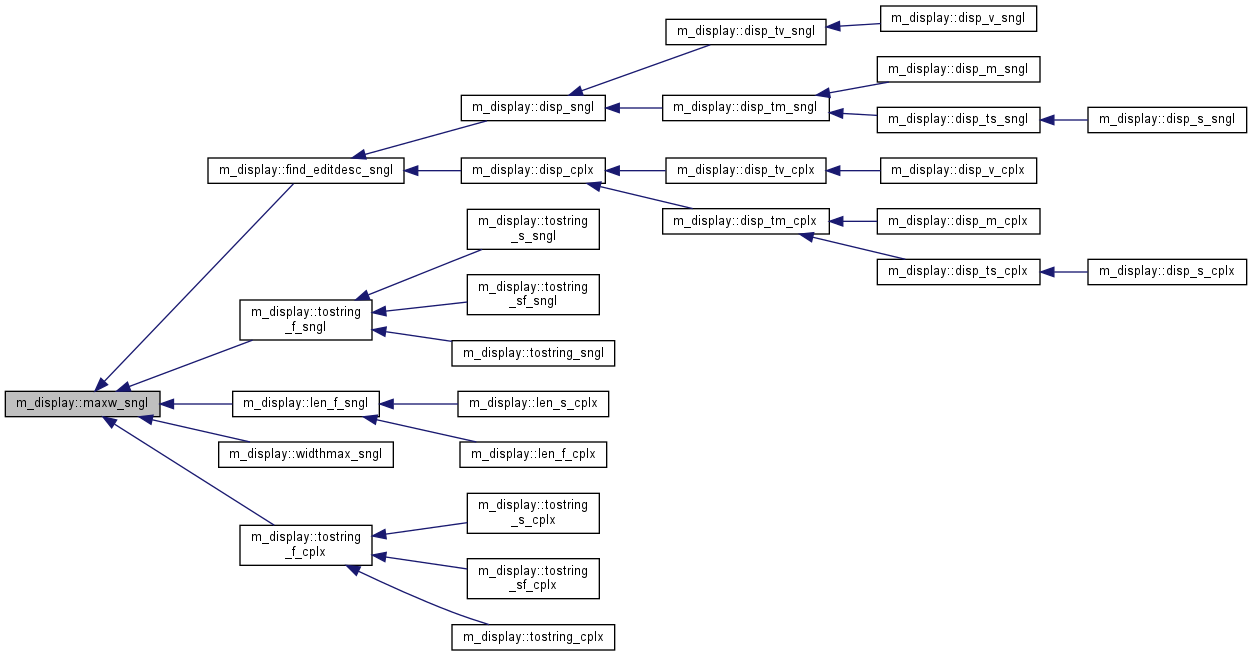 m_display::disp_v_sngl
m_display::disp_tv_sngl
m_display::disp_m_sngl
m_display::disp_sngl
m_display::disp_tm_sngl
m_display::disp_ts_sngl
m_display::disp_s_sngl
m_display::find_editdesc_sngl
m_display::disp_cplx
m_display::disp_tv_cplx
m_display::disp_v_cplx
m_display::disp_tm_cplx
m_display::disp_m_cplx
m_display::disp_ts_cplx
m_display::disp_s_cplx
m_display::tostring
_s_sngl
m_display::tostring
_sf_sngl
m_display::tostring
_f_sngl
m_display::tostring_sngl
m_display::maxw_sngl
m_display::len_f_sngl
m_display::len_s_cplx
m_display::widthmax_sngl
m_display::len_f_cplx
m_display::tostring
_s_cplx
m_display::tostring
_f_cplx
m_display::tostring
_sf_cplx
m_display::tostring_cplx